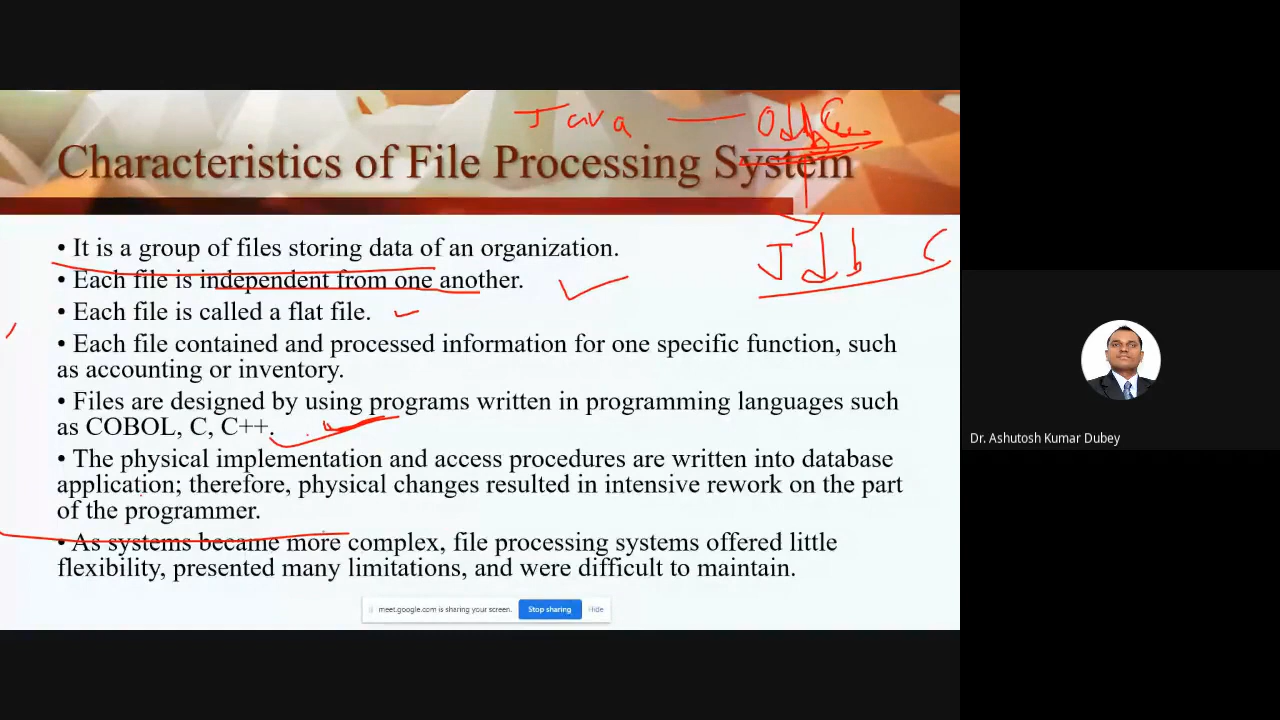 Java — Odbc
Characteristics of File Processing System
Jdbc
• It is a group of files storing data of an organization.
• Each file is independent from one another.
• Each file is called a flat file.
• Each file contained and processed information for one specific function, such
as accounting or inventory.
• Files are designed by using programs written in programming languages such
as COBOL, C, C++.
• The physical implementation and access procedures are written into database
application; therefore, physical changes resulted in intensive rework on the part
of the programmer.
• As systems became more complex, file processing systems offered little
flexibility, presented many limitations, and were difficult to maintain.
meet.google.com is sharing your screen. Stop sharing Hide
Dr. Ashutosh Kumar Dubey